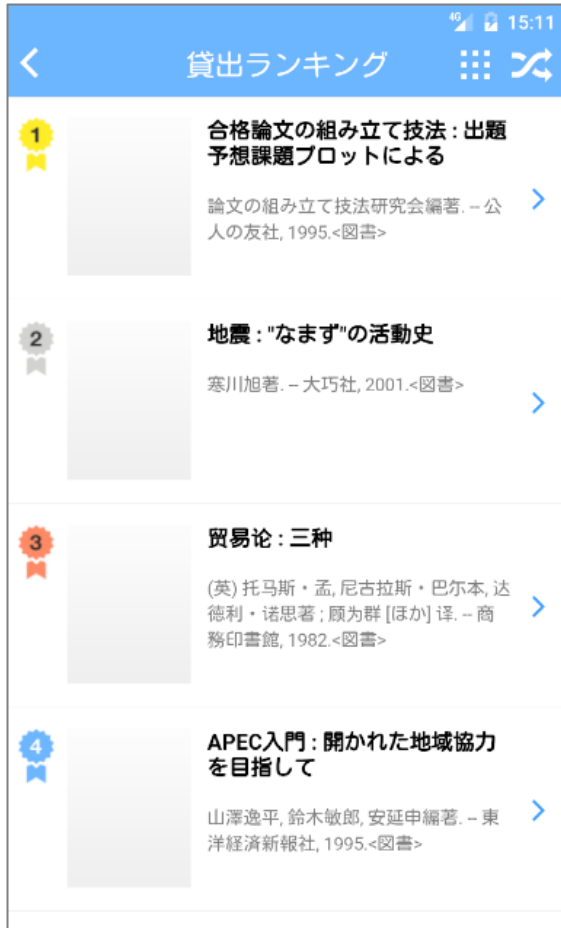 4G 15:11
貸出ランキング
1
合格論文の組み立て技法 : 出題
予想課題プロットによる
論文の組み立て技法研究会編著. -- 公
人の友社, 1995.<図書>
2
地震 : "なまず"の活動史
寒川旭著. -- 大巧社, 2001.<図書>
3
贸易论 : 三种
(英) 托马斯・孟, 尼古拉斯・巴尔本, 达
德利・诺思著 ; 顾为群 [ほか] 译. -- 商
務印書館, 1982.<図書>
4
APEC入門 : 開かれた地域協力
を目指して
山澤逸平, 鈴木敏郎, 安延申編著. -- 東
洋経済新報社, 1995.<図書>